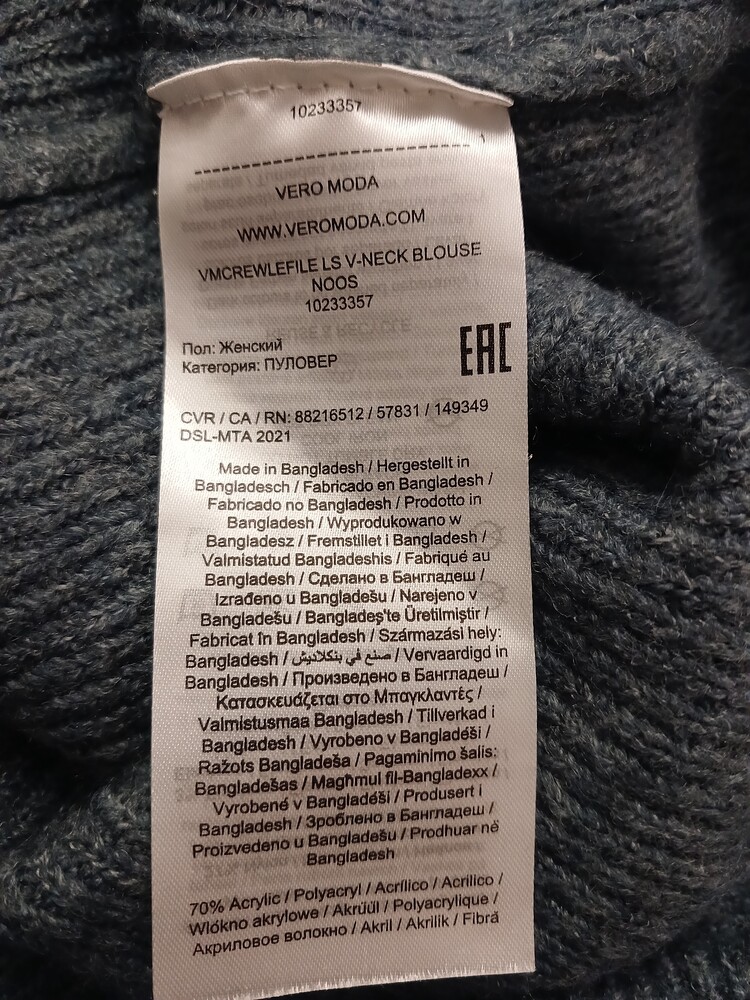 10233357
1
VERO MODA
WWW.VEROMODA.COM
VMCREWLEFILE LS V-NECK BLOUSE
NOOS
10233357
Пол: Женский
Категория: ПУЛОВЕР
EAC
CVR / CA / RN: 88216512 / 57831 / 149349
DSL-MTA 2021
Made in Bangladesh / Hergestellt in
Bangladesch / Fabricado en Bangladesh /
Fabricado no Bangladesh / Prodotto in
Bangladesh / Wyprodukowano w
Bangladesz / Fremstillet i Bangladesh /
Valmistatud Bangladeshis / Fabriqué au
Bangladesh / Сделано в Бангладеш /
Izrađeno u Bangladešu / Narejeno v
Bangladešu / Bangladeş'te Üretilmiştir /
Fabricat în Bangladesh / Származási hely:
Bangladesh / صنع في بنكلاديش / Vervaardigd in
Bangladesh / Произведено в Бангладеш /
Κατασκευάζεται στο Μπαγκλαντές /
Valmistusmaa Bangladesh / Tillverkad i
Bangladesh / Vyrobeno v Bangladéši /
Ražots Bangladeša / Pagaminimo šalis:
Bangladešas / Magħmul fil-Bangladexx /
Vyrobené v Bangladéši / Produsert i
Bangladesh / Зроблено в Бангладеш /
Proizvedeno u Bangladešu / Prodhuar në
Bangladesh
70% Acrylic / Polyacryl / Acrílico / Acrilico /
Włókno akrylowe / Akrüül / Polyacrylique /
Акриловое волокно / Akril / Akrilik / Fibră